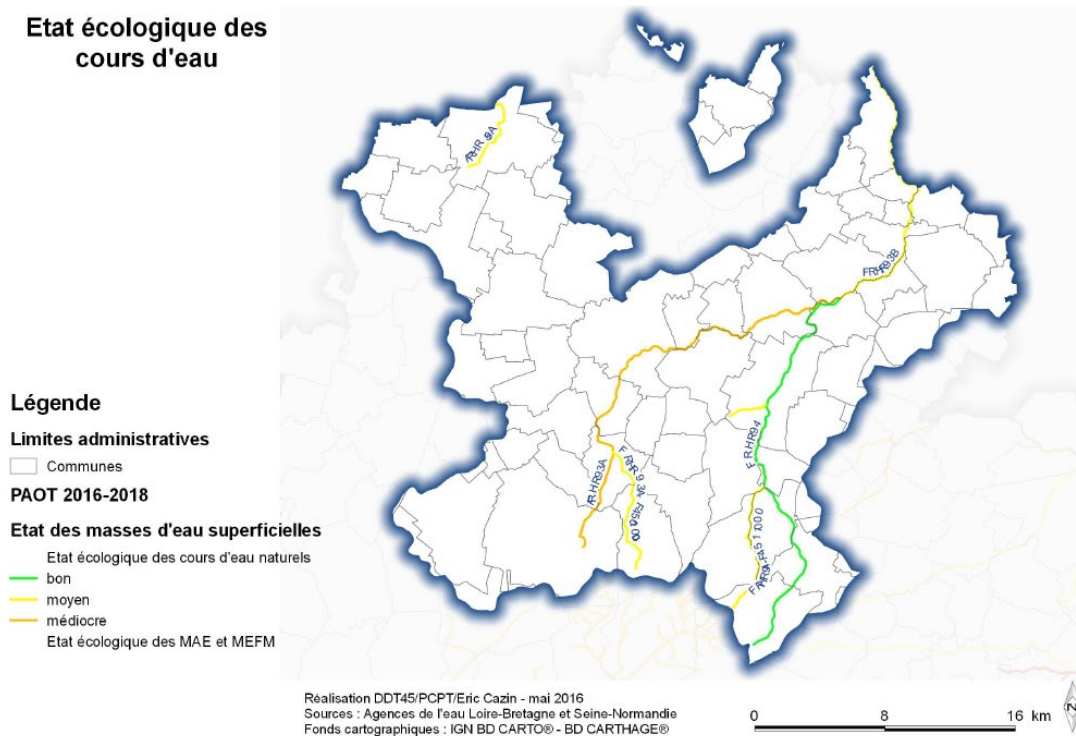 Etat écologique des
cours d'eau
FRHR93B
FRHR94
Légende
Limites administratives
Communes
PAOT 2016-2018
Etat des masses d'eau superficielles
Etat écologique des cours d'eau naturels
bon
moyen
médiocre
Etat écologique des MAE et MEFM
Réalisation DDT45/PCPT/Eric Cazin - mai 2016
Sources : Agences de l'eau Loire-Bretagne et Seine-Normandie
Fonds cartographiques : IGN BD CARTO® - BD CARTHAGE®
0 8 16 km
N